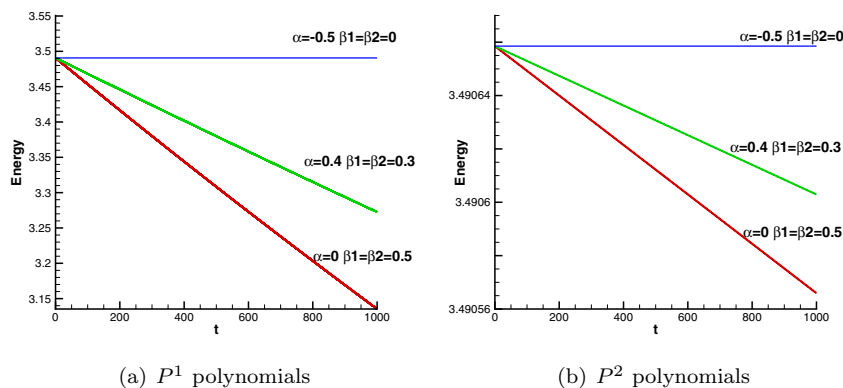 3.55
3.5
3.45
3.4
3.35
3.3
3.25
3.2
3.15
Energy
0 200 400 600 800 1000
t
α=-0.5 β1=β2=0
α=0.4 β1=β2=0.3
α=0 β1=β2=0.5
(a) P¹ polynomials
3.49064
3.4906
3.49056
Energy
0 200 400 600 800 1000
t
α=-0.5 β1=β2=0
α=0.4 β1=β2=0.3
α=0 β1=β2=0.5
(b) P² polynomials